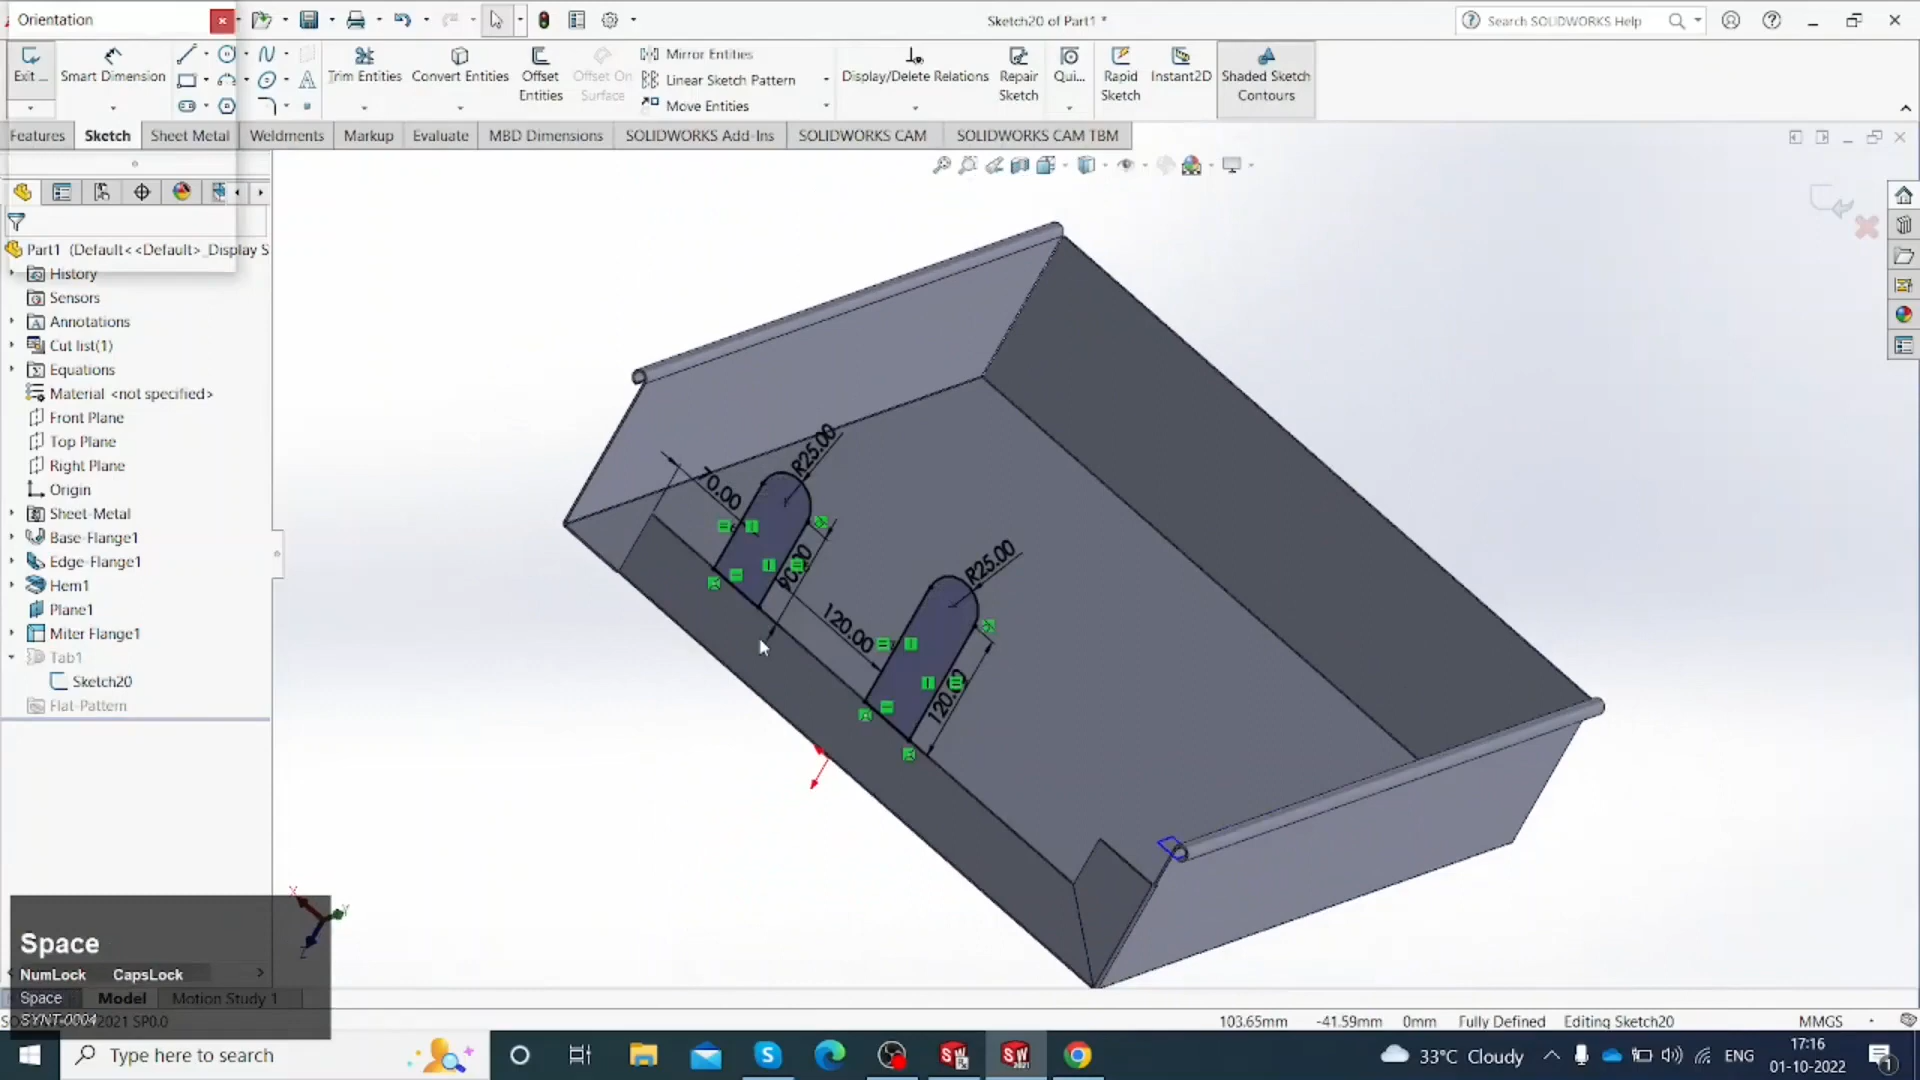 Orientation
Sketch20 of Part1 *
Search SOLIDWORKS Help
Exit ...
Smart Dimension
Trim Entities
Convert Entities
Offset Entities
Offset On Surface
Mirror Entities
Linear Sketch Pattern
Move Entities
Display/Delete Relations
Repair Sketch
Qui...
Rapid Sketch
Instant2D
Shaded Sketch Contours
Features
Sketch
Sheet Metal
Weldments
Markup
Evaluate
MBD Dimensions
SOLIDWORKS Add-Ins
SOLIDWORKS CAM
SOLIDWORKS CAM TBM
Part1 (Default<<Default>_Display S
History
Sensors
Annotations
Cut list(1)
Equations
Material <not specified>
Front Plane
Top Plane
Right Plane
Origin
Sheet-Metal
Base-Flange1
Edge-Flange1
Hem1
Plane1
Miter Flange1
Tab1
Sketch20
Flat-Pattern
R25.00
70.00
90.00
R25.00
120.00
X
Y
Z
Space
NumLock CapsLock
Space
Model
Motion Study 1
2021 SP0.0
103.65mm
-41.59mm
0mm
Fully Defined
Editing Sketch20
MMGS
Type here to search
33°C Cloudy
ENG
17:16
01-10-2022
1